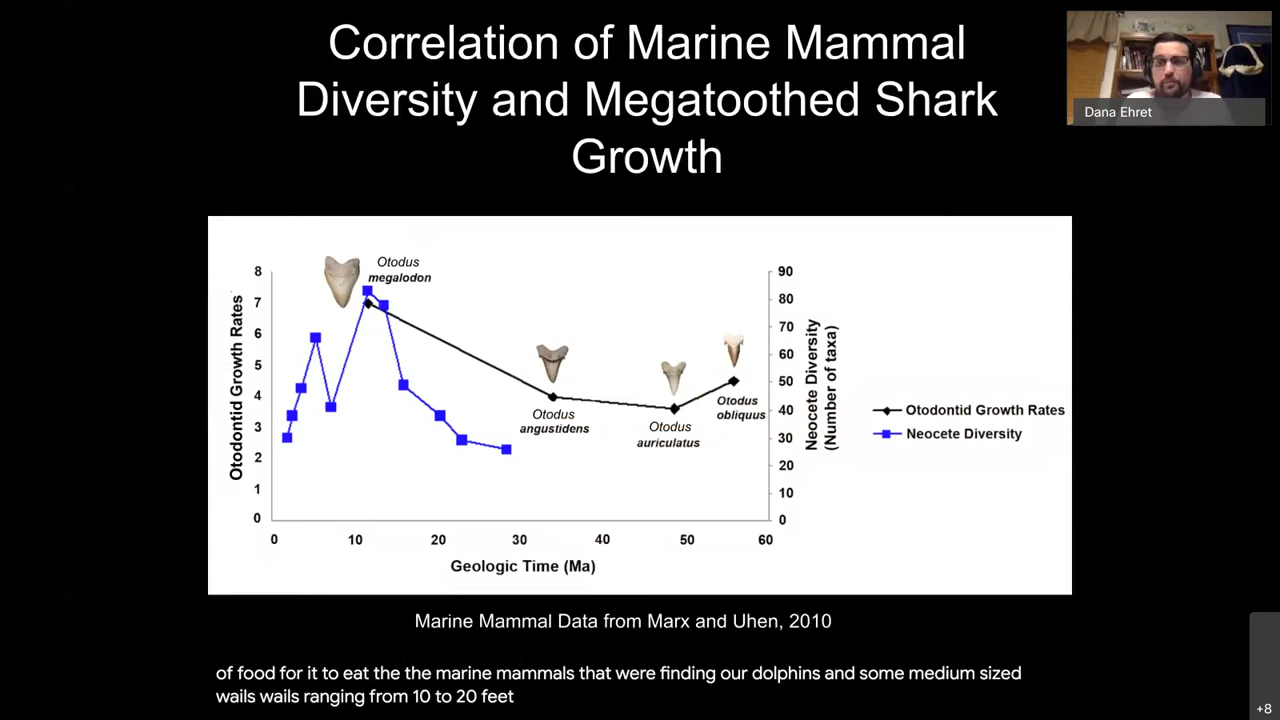 Correlation of Marine Mammal
Diversity and Megatoothed Shark
Growth
Dana Ehret
Otodus
megalodon
8
7
6
5
4
3
2
1
0
Otodontid Growth Rates
90
80
70
60
50
40
30
20
10
0
Neocete Diversity
(Number of taxa)
Otodus
angustidens
Otodus
auriculatus
Otodus
obliquus
Otodontid Growth Rates
Neocete Diversity
0 10 20 30 40 50 60
Geologic Time (Ma)
Marine Mammal Data from Marx and Uhen, 2010
of food for it to eat the the marine mammals that were finding our dolphins and some medium sized
wails wails ranging from 10 to 20 feet
+8